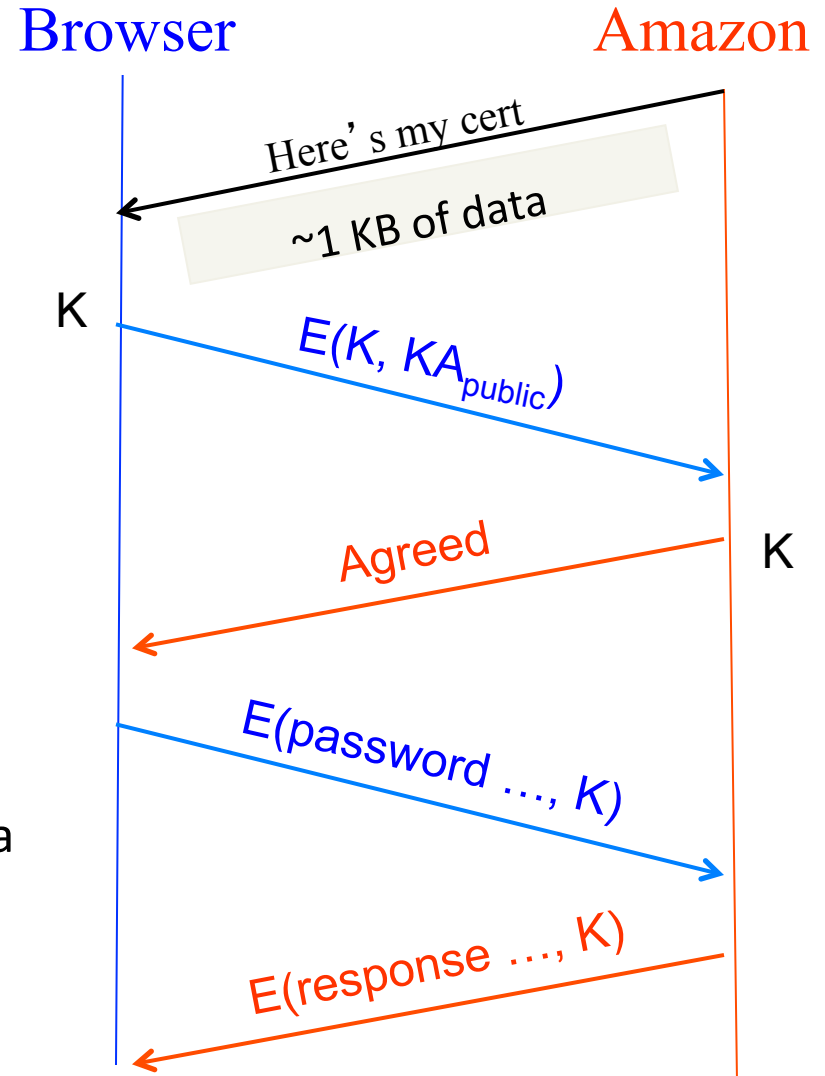 Browser
Amazon
Here’s my cert
~1 KB of data
K
E(K, KApublic)
Agreed
K
E(password …, K)
a
E(response …, K)